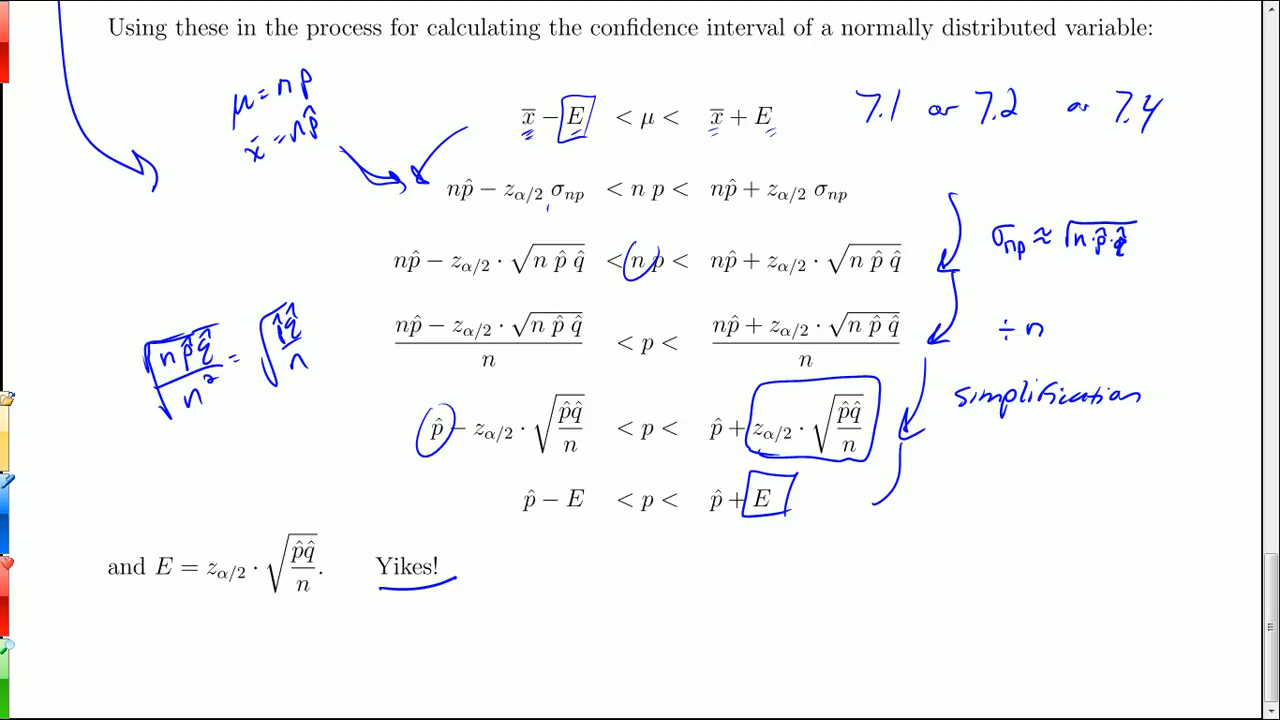 Using these in the process for calculating the confidence interval of a normally distributed variable:
μ = np
x̄ = np̂
x̄ − E < μ < x̄ + E
7.1 or 7.2 or 7.4
np̂ − z_{α/2} σ_{np} < n p < np̂ + z_{α/2} σ_{np}
np̂ − z_{α/2} · √(n p̂ q̂) < n p < np̂ + z_{α/2} · √(n p̂ q̂)
σ_{np} ≈ √(n·p̂·q̂)
(np̂ − z_{α/2} · √(n p̂ q̂))/n < p < (np̂ + z_{α/2} · √(n p̂ q̂))/n
÷ n
√(n p̂ q̂ / n²) = √(p̂q̂ / n)
p̂ − z_{α/2} · √(p̂q̂/n) < p < p̂ + z_{α/2} · √(p̂q̂/n)
simplification
p̂ − E < p < p̂ + E
and E = z_{α/2} · √(p̂q̂/n). Yikes!